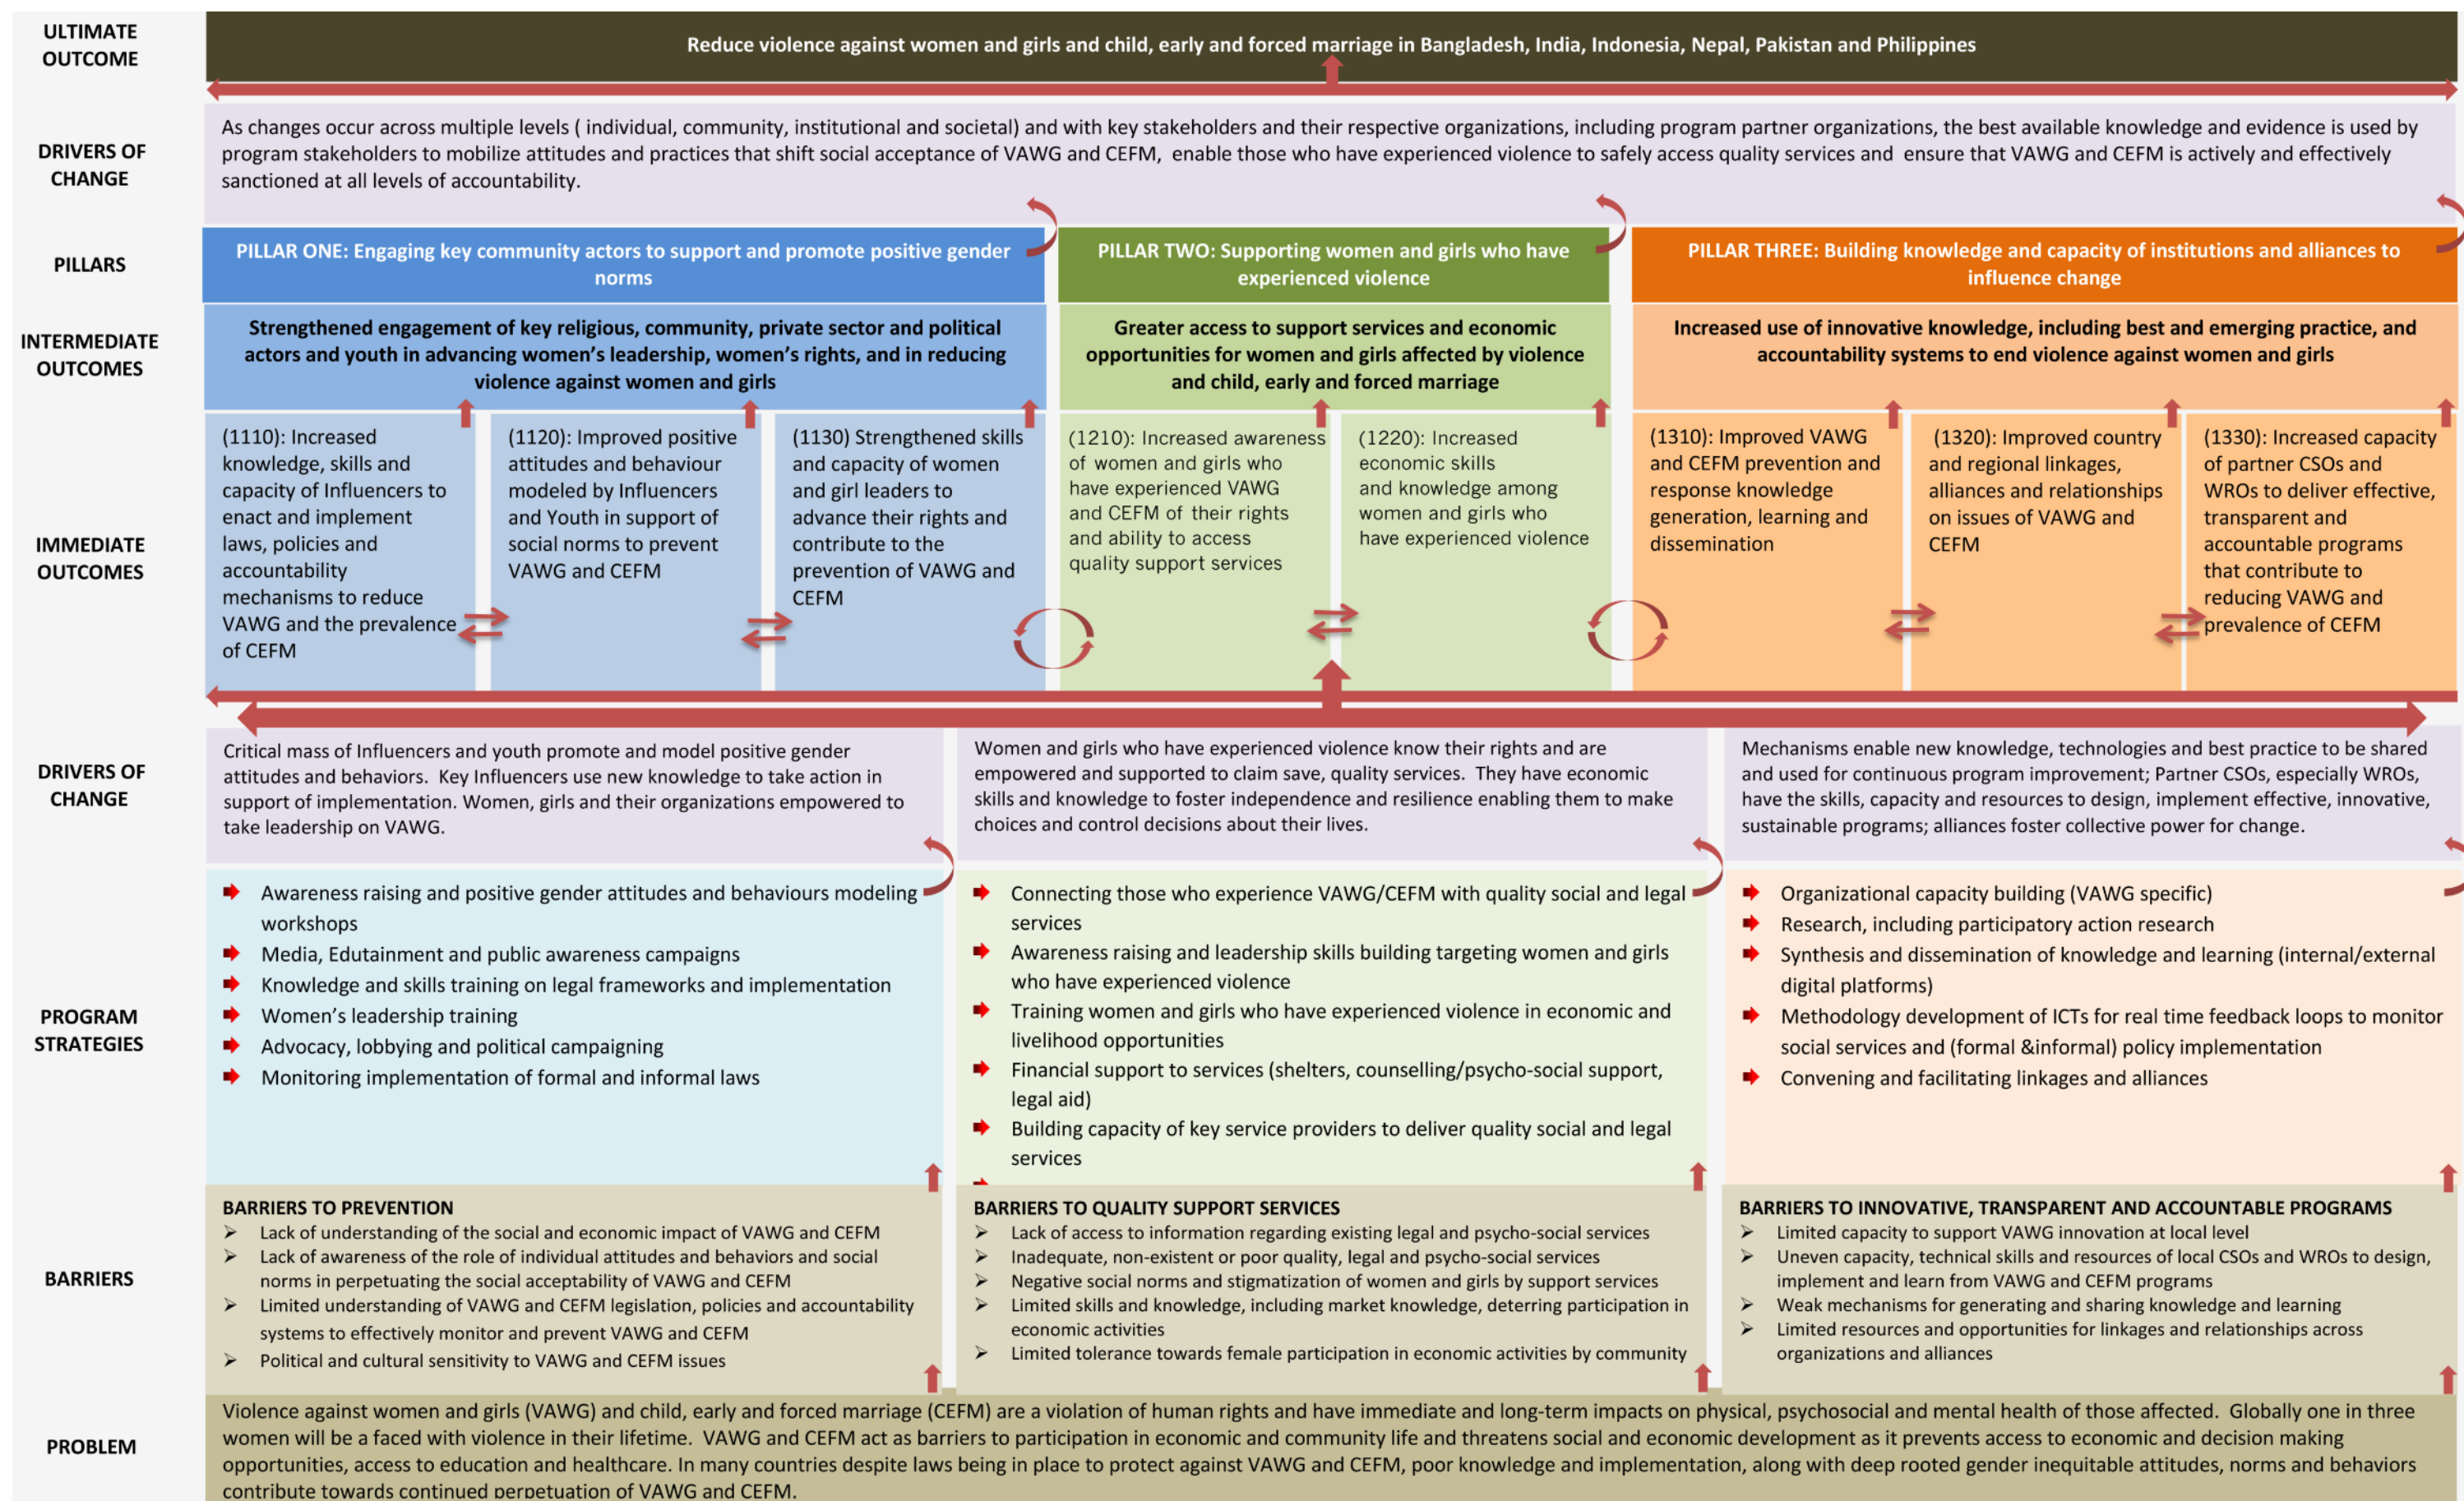 ULTIMATE
OUTCOME
Reduce violence against women and girls and child, early and forced marriage in Bangladesh, India, Indonesia, Nepal, Pakistan and Philippines
DRIVERS OF
CHANGE
As changes occur across multiple levels ( individual, community, institutional and societal) and with key stakeholders and their respective organizations, including program partner organizations, the best available knowledge and evidence is used by
program stakeholders to mobilize attitudes and practices that shift social acceptance of VAWG and CEFM, enable those who have experienced violence to safely access quality services and ensure that VAWG and CEFM is actively and effectively
sanctioned at all levels of accountability.
PILLARS
PILLAR ONE: Engaging key community actors to support and promote positive gender
norms
PILLAR TWO: Supporting women and girls who have
experienced violence
PILLAR THREE: Building knowledge and capacity of institutions and alliances to
influence change
INTERMEDIATE
OUTCOMES
Strengthened engagement of key religious, community, private sector and political
actors and youth in advancing women's leadership, women's rights, and in reducing
violence against women and girls
Greater access to support services and economic
opportunities for women and girls affected by violence
and child, early and forced marriage
Increased use of innovative knowledge, including best and emerging practice, and
accountability systems to end violence against women and girls
IMMEDIATE
OUTCOMES
(1110): Increased
knowledge, skills and
capacity of Influencers to
enact and implement
laws, policies and
accountability
mechanisms to reduce
VAWG and the prevalence
of CEFM
(1120): Improved positive
attitudes and behaviour
modeled by Influencers
and Youth in support of
social norms to prevent
VAWG and CEFM
(1130) Strengthened skills
and capacity of women
and girl leaders to
advance their rights and
contribute to the
prevention of VAWG and
CEFM
(1210): Increased awareness
of women and girls who
have experienced VAWG
and CEFM of their rights
and ability to access
quality support services
(1220): Increased
economic skills
and knowledge among
women and girls who
have experienced violence
(1310): Improved VAWG
and CEFM prevention and
response knowledge
generation, learning and
dissemination
(1320): Improved country
and regional linkages,
alliances and relationships
on issues of VAWG and
CEFM
(1330): Increased capacity
of partner CSOs and
WROs to deliver effective,
transparent and
accountable programs
that contribute to
reducing VAWG and
prevalence of CEFM
DRIVERS OF
CHANGE
Critical mass of Influencers and youth promote and model positive gender
attitudes and behaviors. Key Influencers use new knowledge to take action in
support of implementation. Women, girls and their organizations empowered to
take leadership on VAWG.
Women and girls who have experienced violence know their rights and are
empowered and supported to claim save, quality services. They have economic
skills and knowledge to foster independence and resilience enabling them to make
choices and control decisions about their lives.
Mechanisms enable new knowledge, technologies and best practice to be shared
and used for continuous program improvement; Partner CSOs, especially WROs,
have the skills, capacity and resources to design, implement effective, innovative,
sustainable programs; alliances foster collective power for change.
PROGRAM
STRATEGIES
Awareness raising and positive gender attitudes and behaviours modeling
workshops
Media, Edutainment and public awareness campaigns
Knowledge and skills training on legal frameworks and implementation
Women's leadership training
Advocacy, lobbying and political campaigning
Monitoring implementation of formal and informal laws
Connecting those who experience VAWG/CEFM with quality social and legal
services
Awareness raising and leadership skills building targeting women and girls
who have experienced violence
Training women and girls who have experienced violence in economic and
livelihood opportunities
Financial support to services (shelters, counselling/psycho-social support,
legal aid)
Building capacity of key service providers to deliver quality social and legal
services
Organizational capacity building (VAWG specific)
Research, including participatory action research
Synthesis and dissemination of knowledge and learning (internal/external
digital platforms)
Methodology development of ICTs for real time feedback loops to monitor
social services and (formal &informal) policy implementation
Convening and facilitating linkages and alliances
BARRIERS
BARRIERS TO PREVENTION
Lack of understanding of the social and economic impact of VAWG and CEFM
Lack of awareness of the role of individual attitudes and behaviors and social
norms in perpetuating the social acceptability of VAWG and CEFM
Limited understanding of VAWG and CEFM legislation, policies and accountability
systems to effectively monitor and prevent VAWG and CEFM
Political and cultural sensitivity to VAWG and CEFM issues
BARRIERS TO QUALITY SUPPORT SERVICES
Lack of access to information regarding existing legal and psycho-social services
Inadequate, non-existent or poor quality, legal and psycho-social services
Negative social norms and stigmatization of women and girls by support services
Limited skills and knowledge, including market knowledge, deterring participation in
economic activities
Limited tolerance towards female participation in economic activities by community
BARRIERS TO INNOVATIVE, TRANSPARENT AND ACCOUNTABLE PROGRAMS
Limited capacity to support VAWG innovation at local level
Uneven capacity, technical skills and resources of local CSOs and WROs to design,
implement and learn from VAWG and CEFM programs
Weak mechanisms for generating and sharing knowledge and learning
Limited resources and opportunities for linkages and relationships across
organizations and alliances
PROBLEM
Violence against women and girls (VAWG) and child, early and forced marriage (CEFM) are a violation of human rights and have immediate and long-term impacts on physical, psychosocial and mental health of those affected. Globally one in three
women will be a faced with violence in their lifetime. VAWG and CEFM act as barriers to participation in economic and community life and threatens social and economic development as it prevents access to economic and decision making
opportunities, access to education and healthcare. In many countries despite laws being in place to protect against VAWG and CEFM, poor knowledge and implementation, along with deep rooted gender inequitable attitudes, norms and behaviors
contribute towards continued perpetuation of VAWG and CEFM.